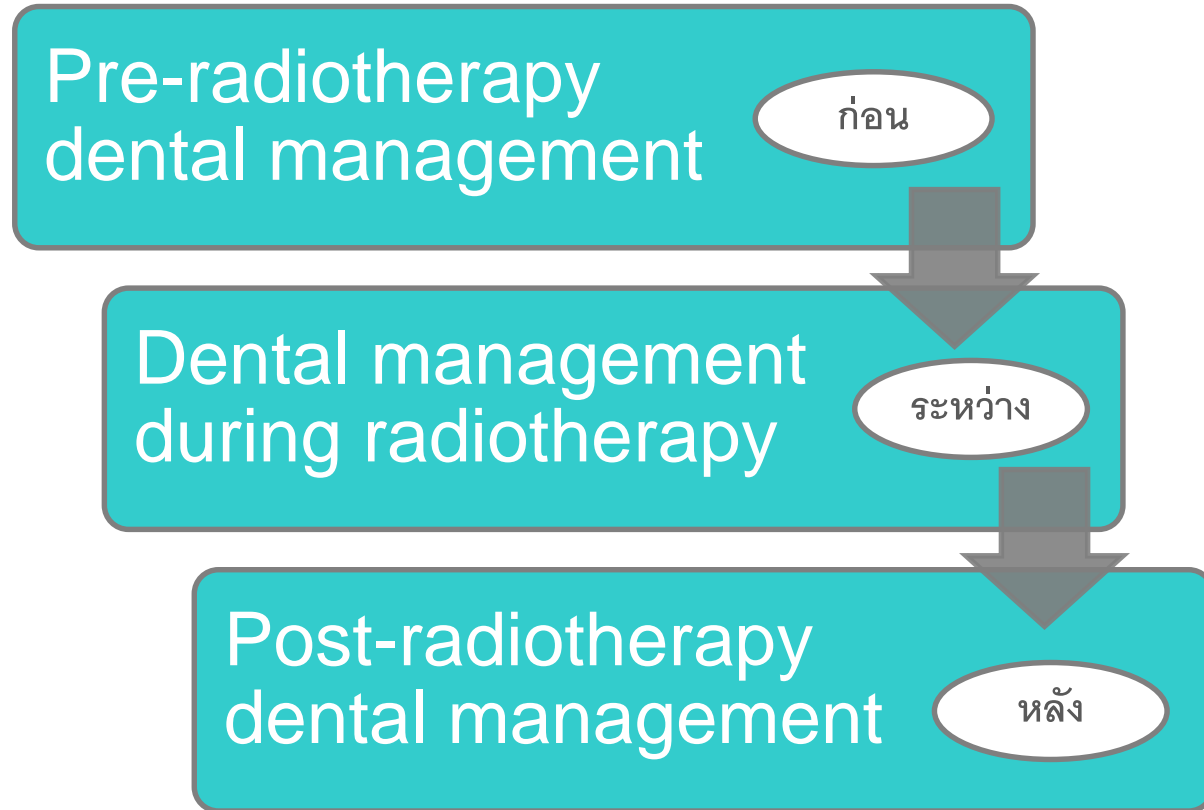 Pre-radiotherapy
dental management
ก่อน
Dental management
during radiotherapy
ระหว่าง
Post-radiotherapy
dental management
หลัง